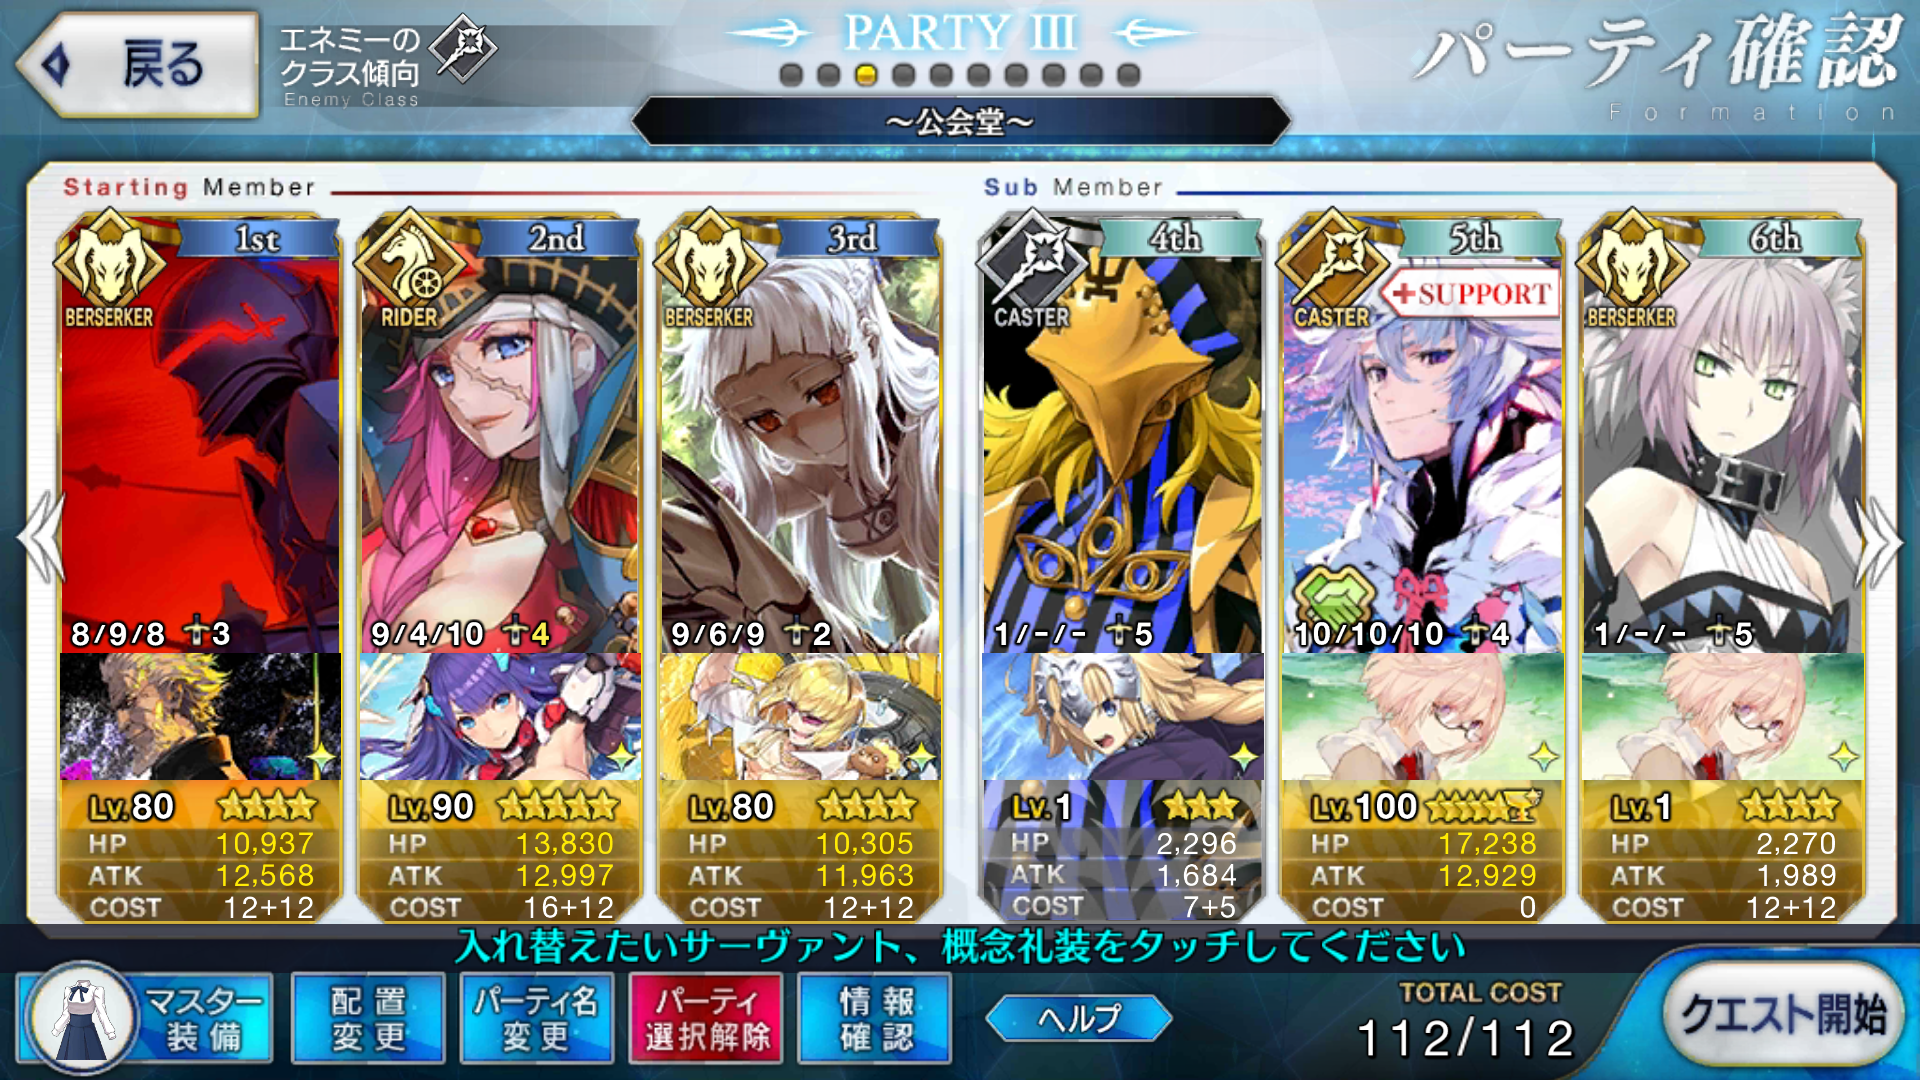 戻る
エネミーの
クラス傾向
Enemy Class
PARTY III
～公会堂～
パーティ確認
Formation
Starting Member
Sub Member
1st
BERSERKER
8/9/8 3
Lv.80
HP 10,937
ATK 12,568
COST 12+12
2nd
RIDER
9/4/10 4
Lv.90
HP 13,830
ATK 12,997
COST 16+12
3rd
BERSERKER
9/6/9 2
Lv.80
HP 10,305
ATK 11,963
COST 12+12
4th
CASTER
1/-/- 5
Lv.1
HP 2,296
ATK 1,684
COST 7+5
5th
CASTER
+SUPPORT
10/10/10 4
Lv.100
HP 17,238
ATK 12,929
COST 0
6th
BERSERKER
1/-/- 5
Lv.1
HP 2,270
ATK 1,989
COST 12+12
入れ替えたいサーヴァント、概念礼装をタッチしてください
マスター
装備
配置
変更
パーティ名
変更
パーティ
選択解除
情報
確認
ヘルプ
TOTAL COST
112/112
クエスト開始